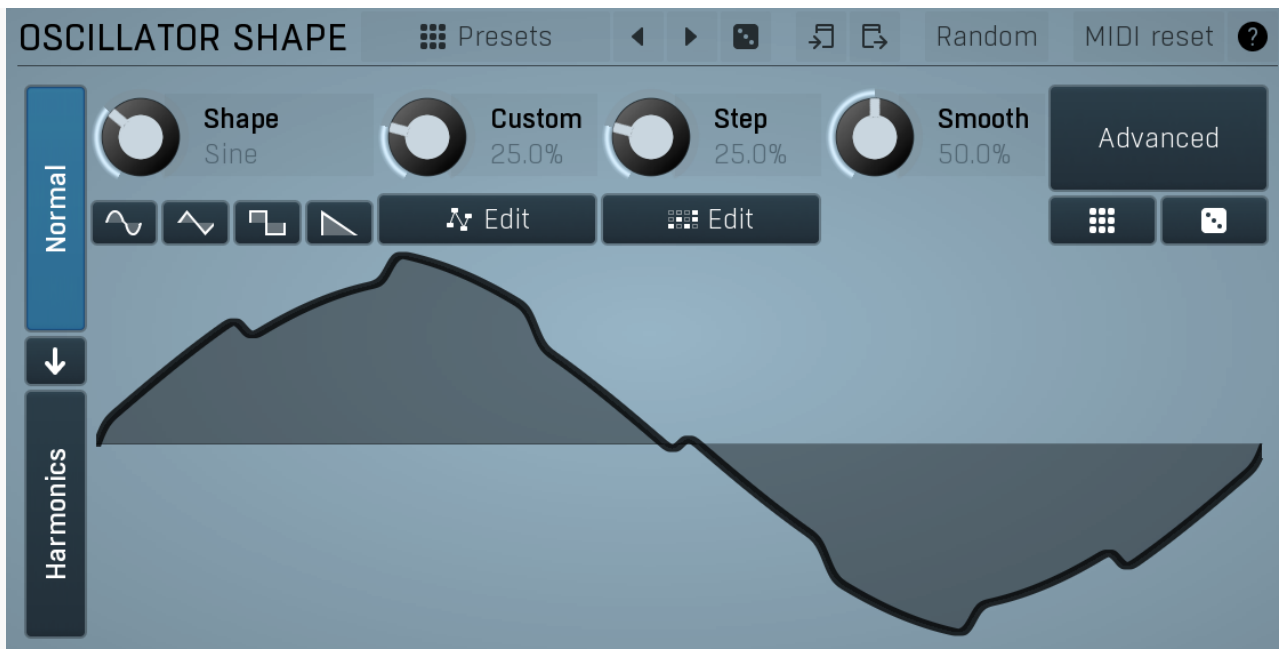 OSCILLATOR SHAPE Presets Random MIDI reset ?
Normal
Shape
Sine
Custom
25.0%
Step
25.0%
Smooth
50.0%
Advanced
Edit
Edit
Harmonics